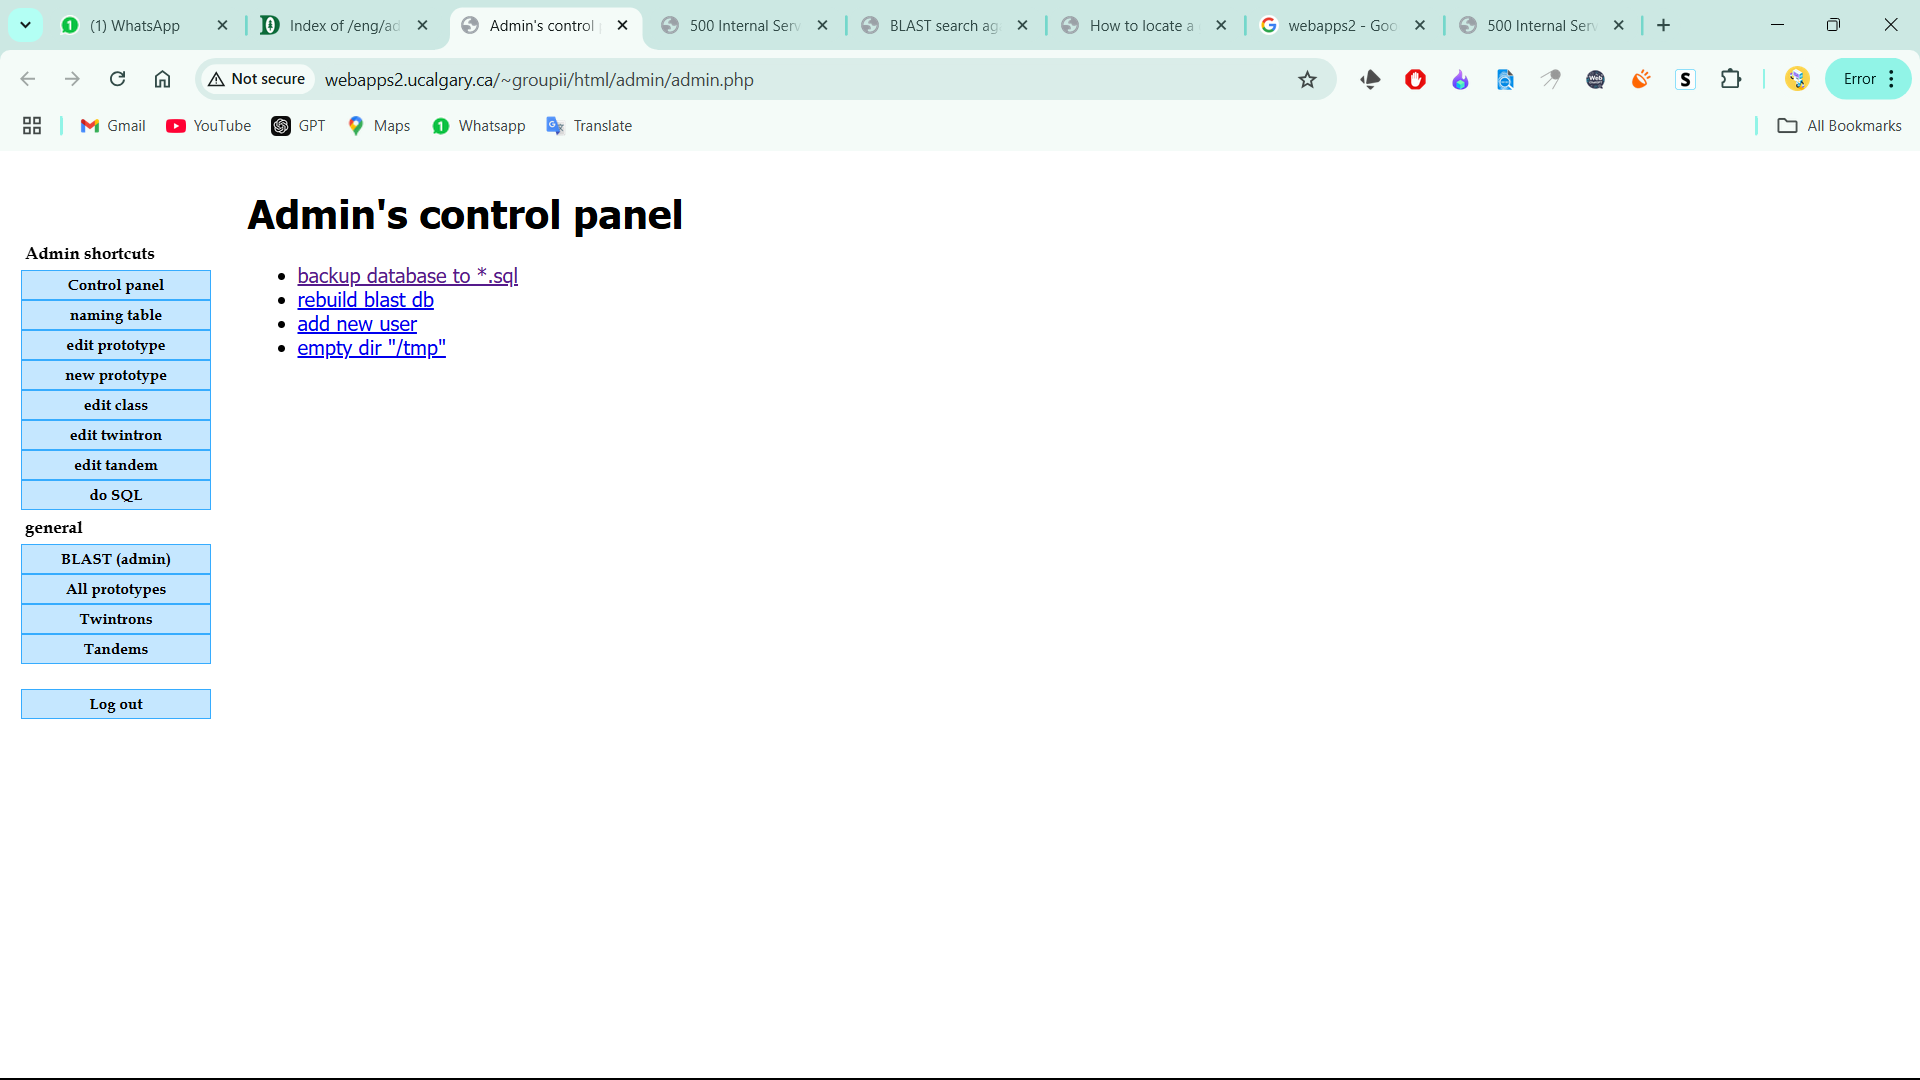 (1) WhatsApp
Index of /eng/ad
Admin's control
500 Internal Serv
BLAST search aga
How to locate a
webapps2 - Goo
500 Internal Serv
Not secure
webapps2.ucalgary.ca/~groupii/html/admin/admin.php
Error
Gmail
YouTube
GPT
Maps
Whatsapp
Translate
All Bookmarks
Admin's control panel
Admin shortcuts
Control panel
naming table
edit prototype
new prototype
edit class
edit twintron
edit tandem
do SQL
general
BLAST (admin)
All prototypes
Twintrons
Tandems
Log out
backup database to *.sql
rebuild blast db
add new user
empty dir "/tmp"